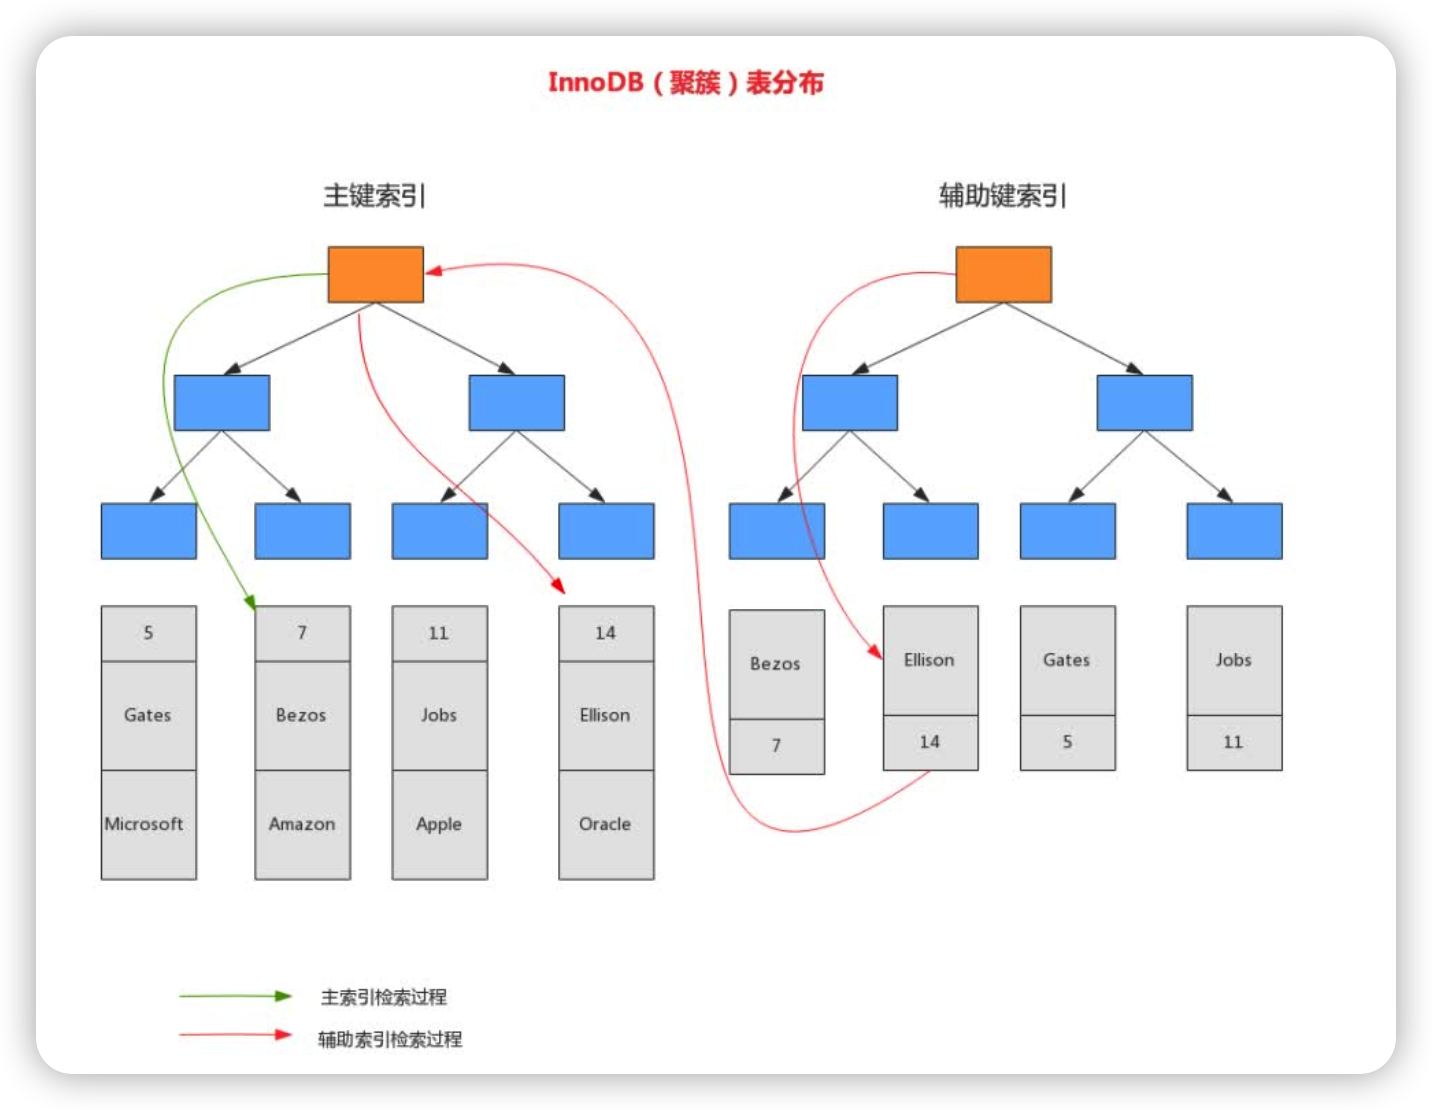 InnoDB（聚簇）表分布
主键索引
辅助键索引
5
7
11
14
Gates
Bezos
Jobs
Ellison
Microsoft
Amazon
Apple
Oracle
Bezos
Ellison
Gates
Jobs
7
14
5
11
主索引检索过程
辅助索引检索过程